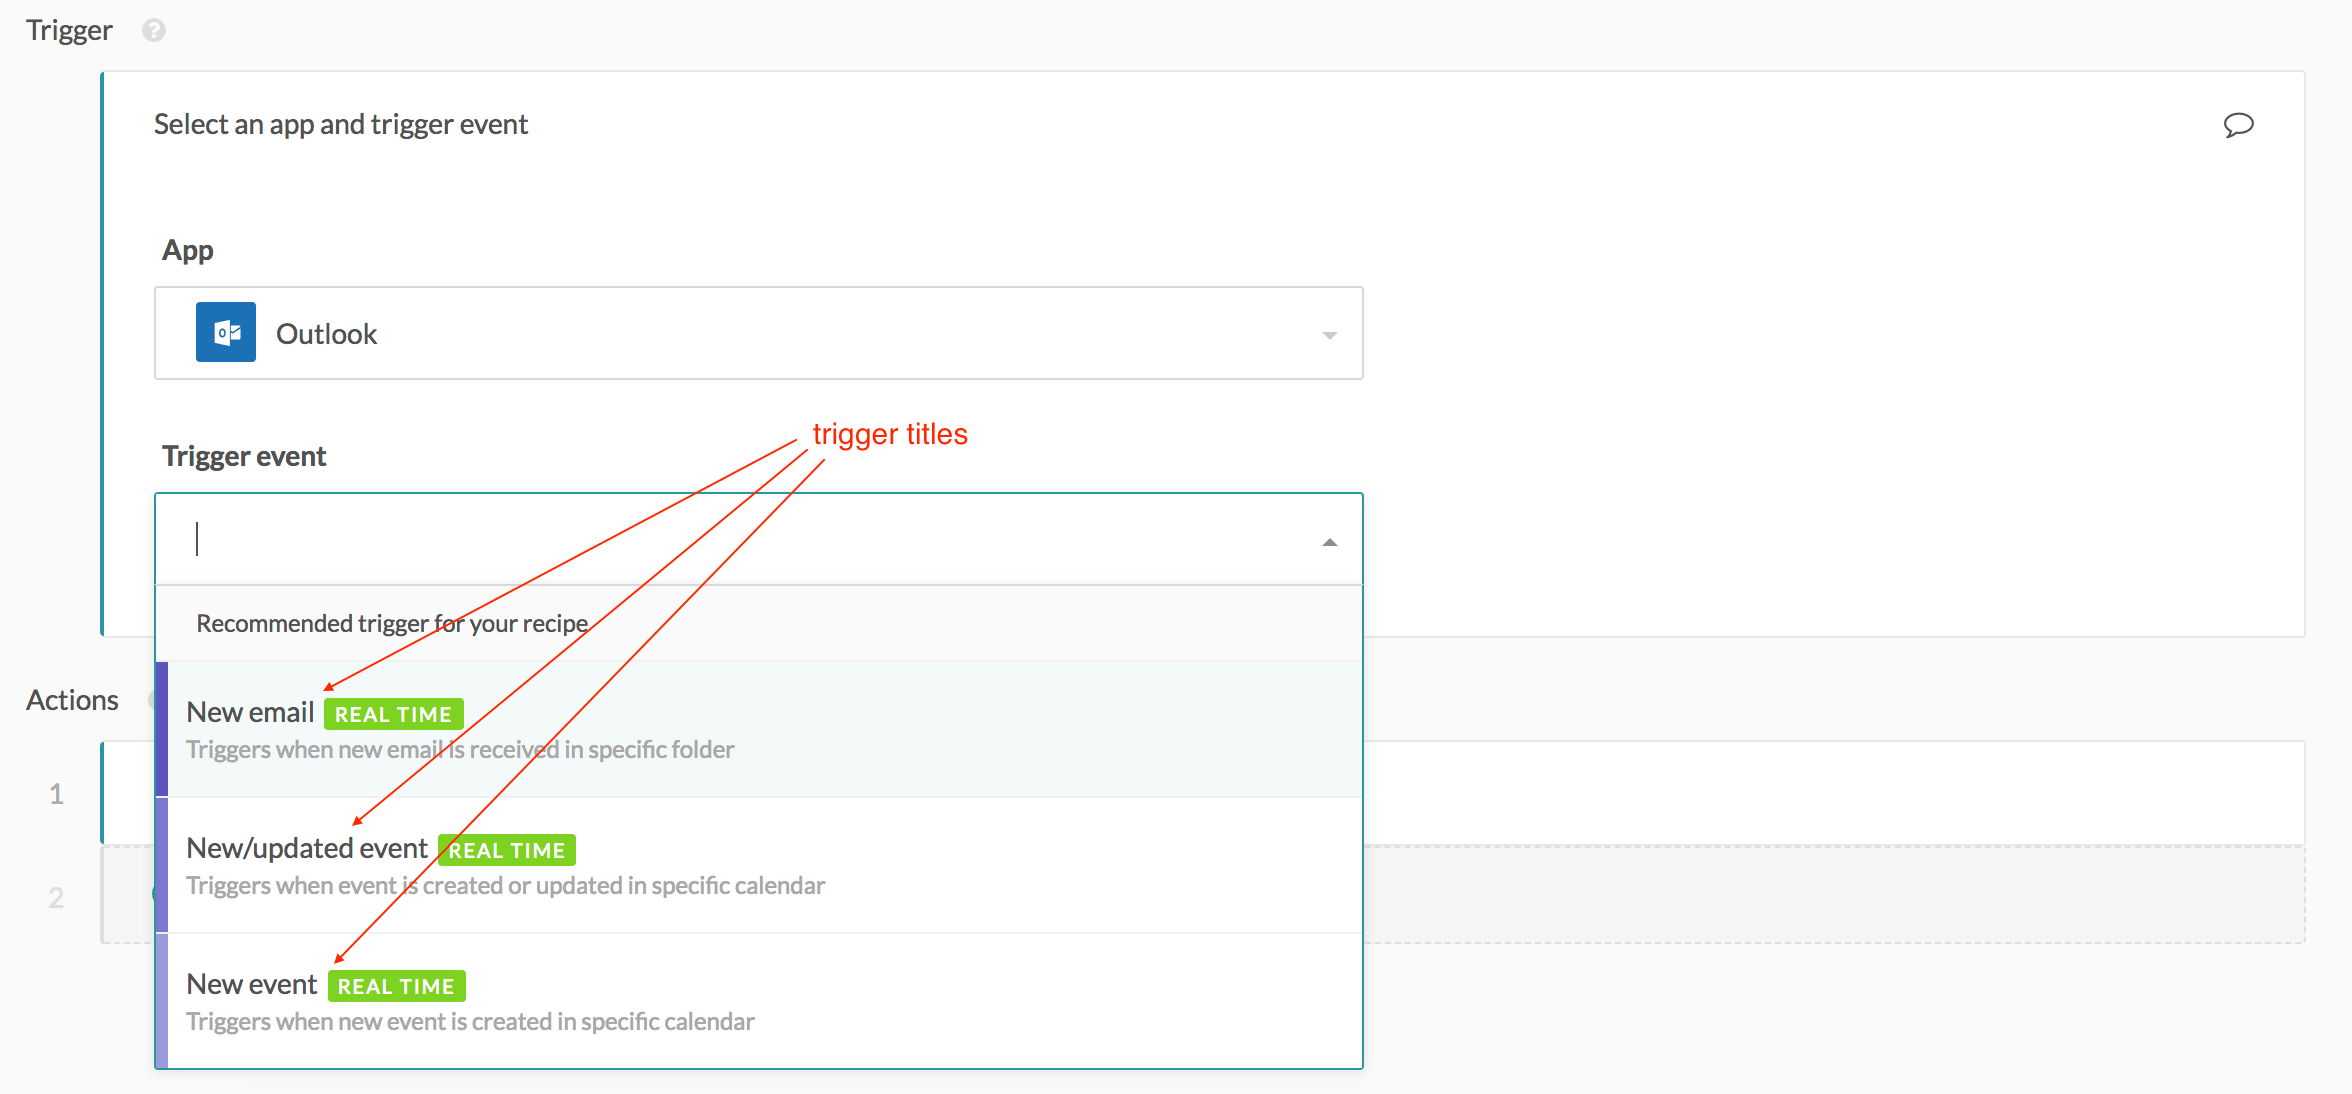 Trigger ?
Select an app and trigger event
App
Outlook
trigger titles
Trigger event
Recommended trigger for your recipe
New email REAL TIME
Triggers when new email is received in specific folder
New/updated event REAL TIME
Triggers when event is created or updated in specific calendar
New event REAL TIME
Triggers when new event is created in specific calendar
Actions
1
2